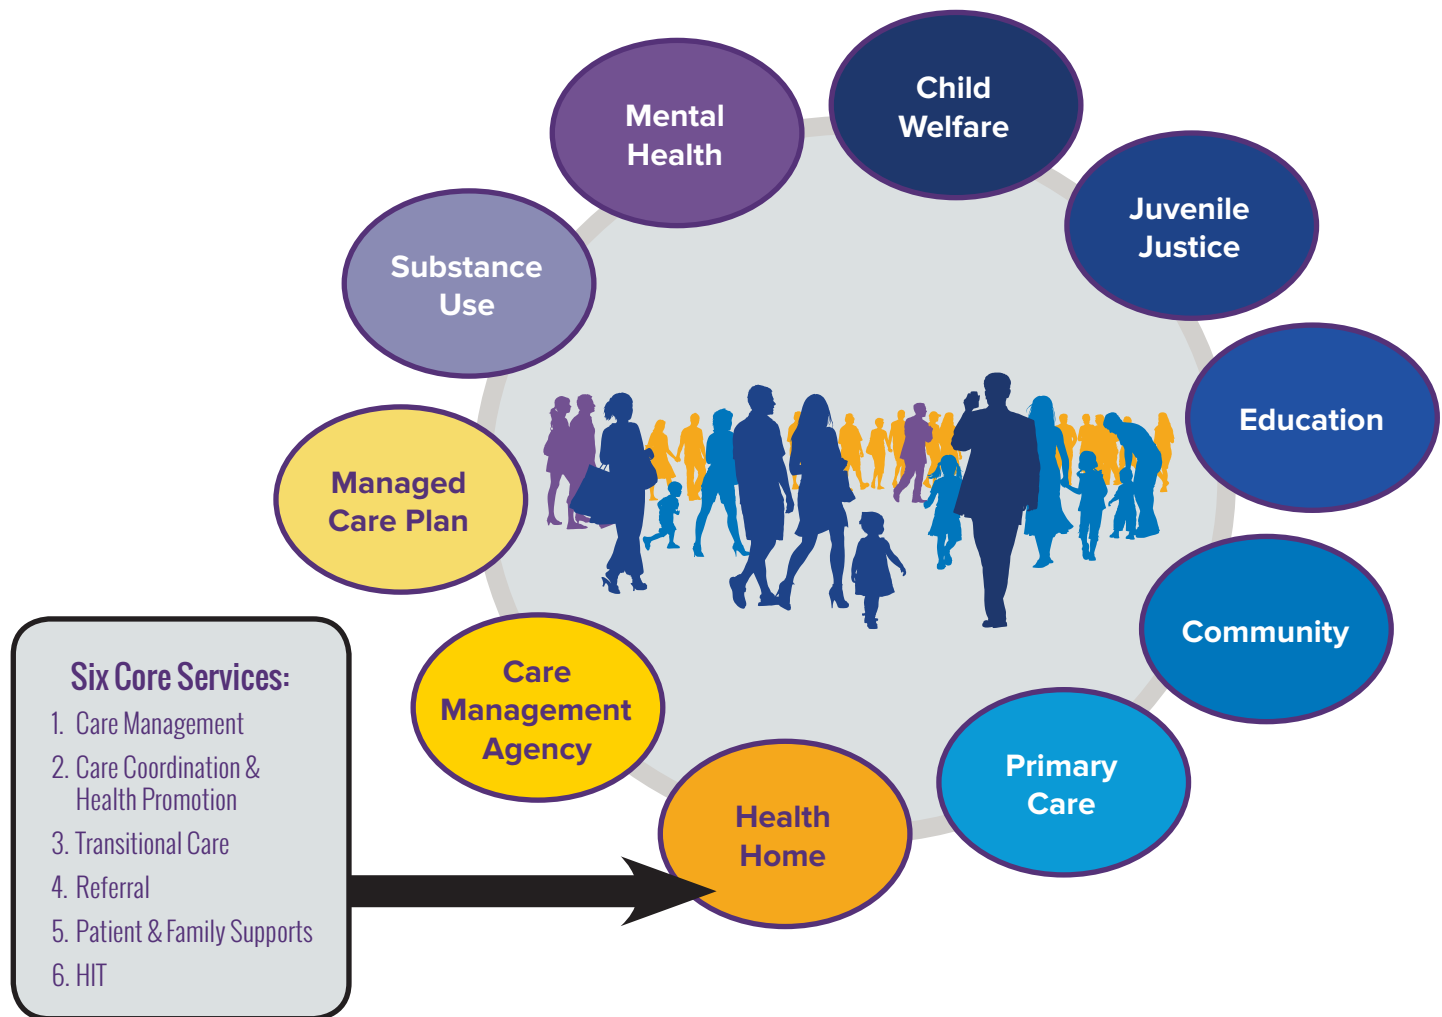 Child
Welfare
Mental
Health
Juvenile
Justice
Substance
Use
Education
Managed
Care Plan
Community
Care
Management
Agency
Primary
Care
Health
Home
Six Core Services:
1. Care Management
2. Care Coordination &
Health Promotion
3. Transitional Care
4. Referral
5. Patient & Family Supports
6. HIT